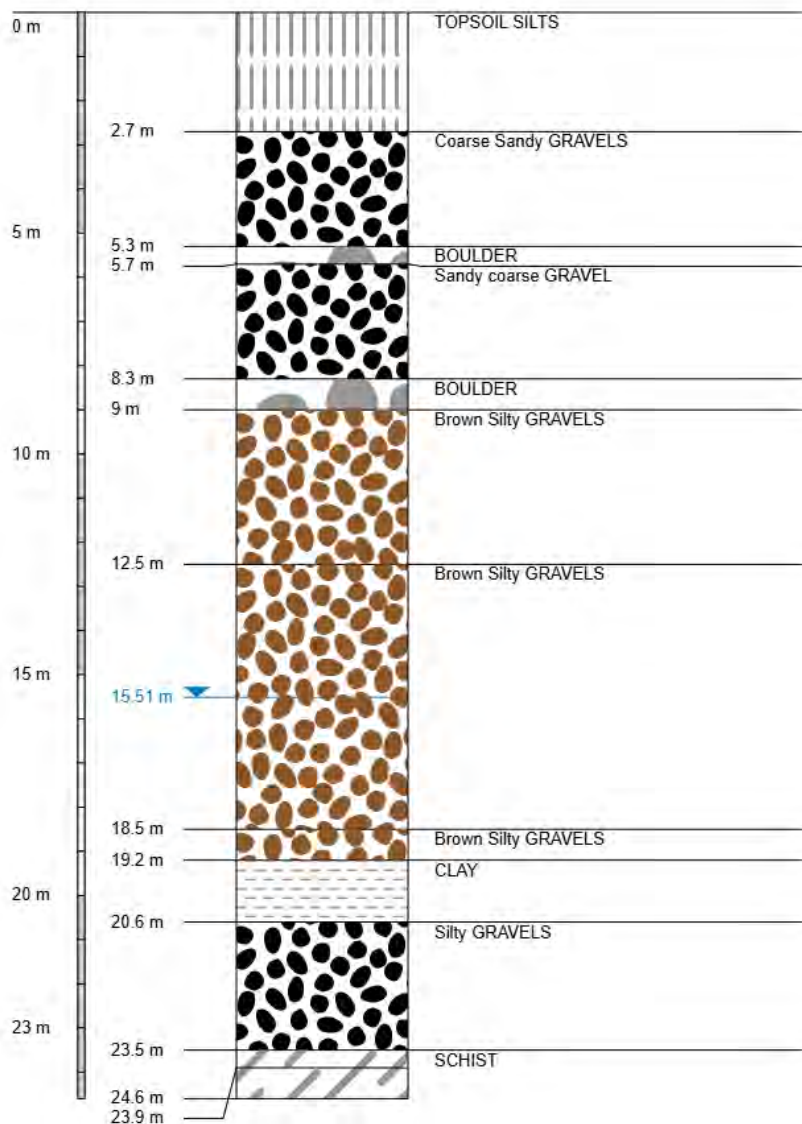 0 m
TOPSOIL SILTS
2.7 m
Coarse Sandy GRAVELS
5 m
5.3 m
BOULDER
5.7 m
Sandy coarse GRAVEL
8.3 m
BOULDER
9 m
Brown Silty GRAVELS
10 m
12.5 m
Brown Silty GRAVELS
15 m
15.51 m
18.5 m
Brown Silty GRAVELS
19.2 m
CLAY
20 m
20.6 m
Silty GRAVELS
23 m
23.5 m
SCHIST
24.6 m
23.9 m